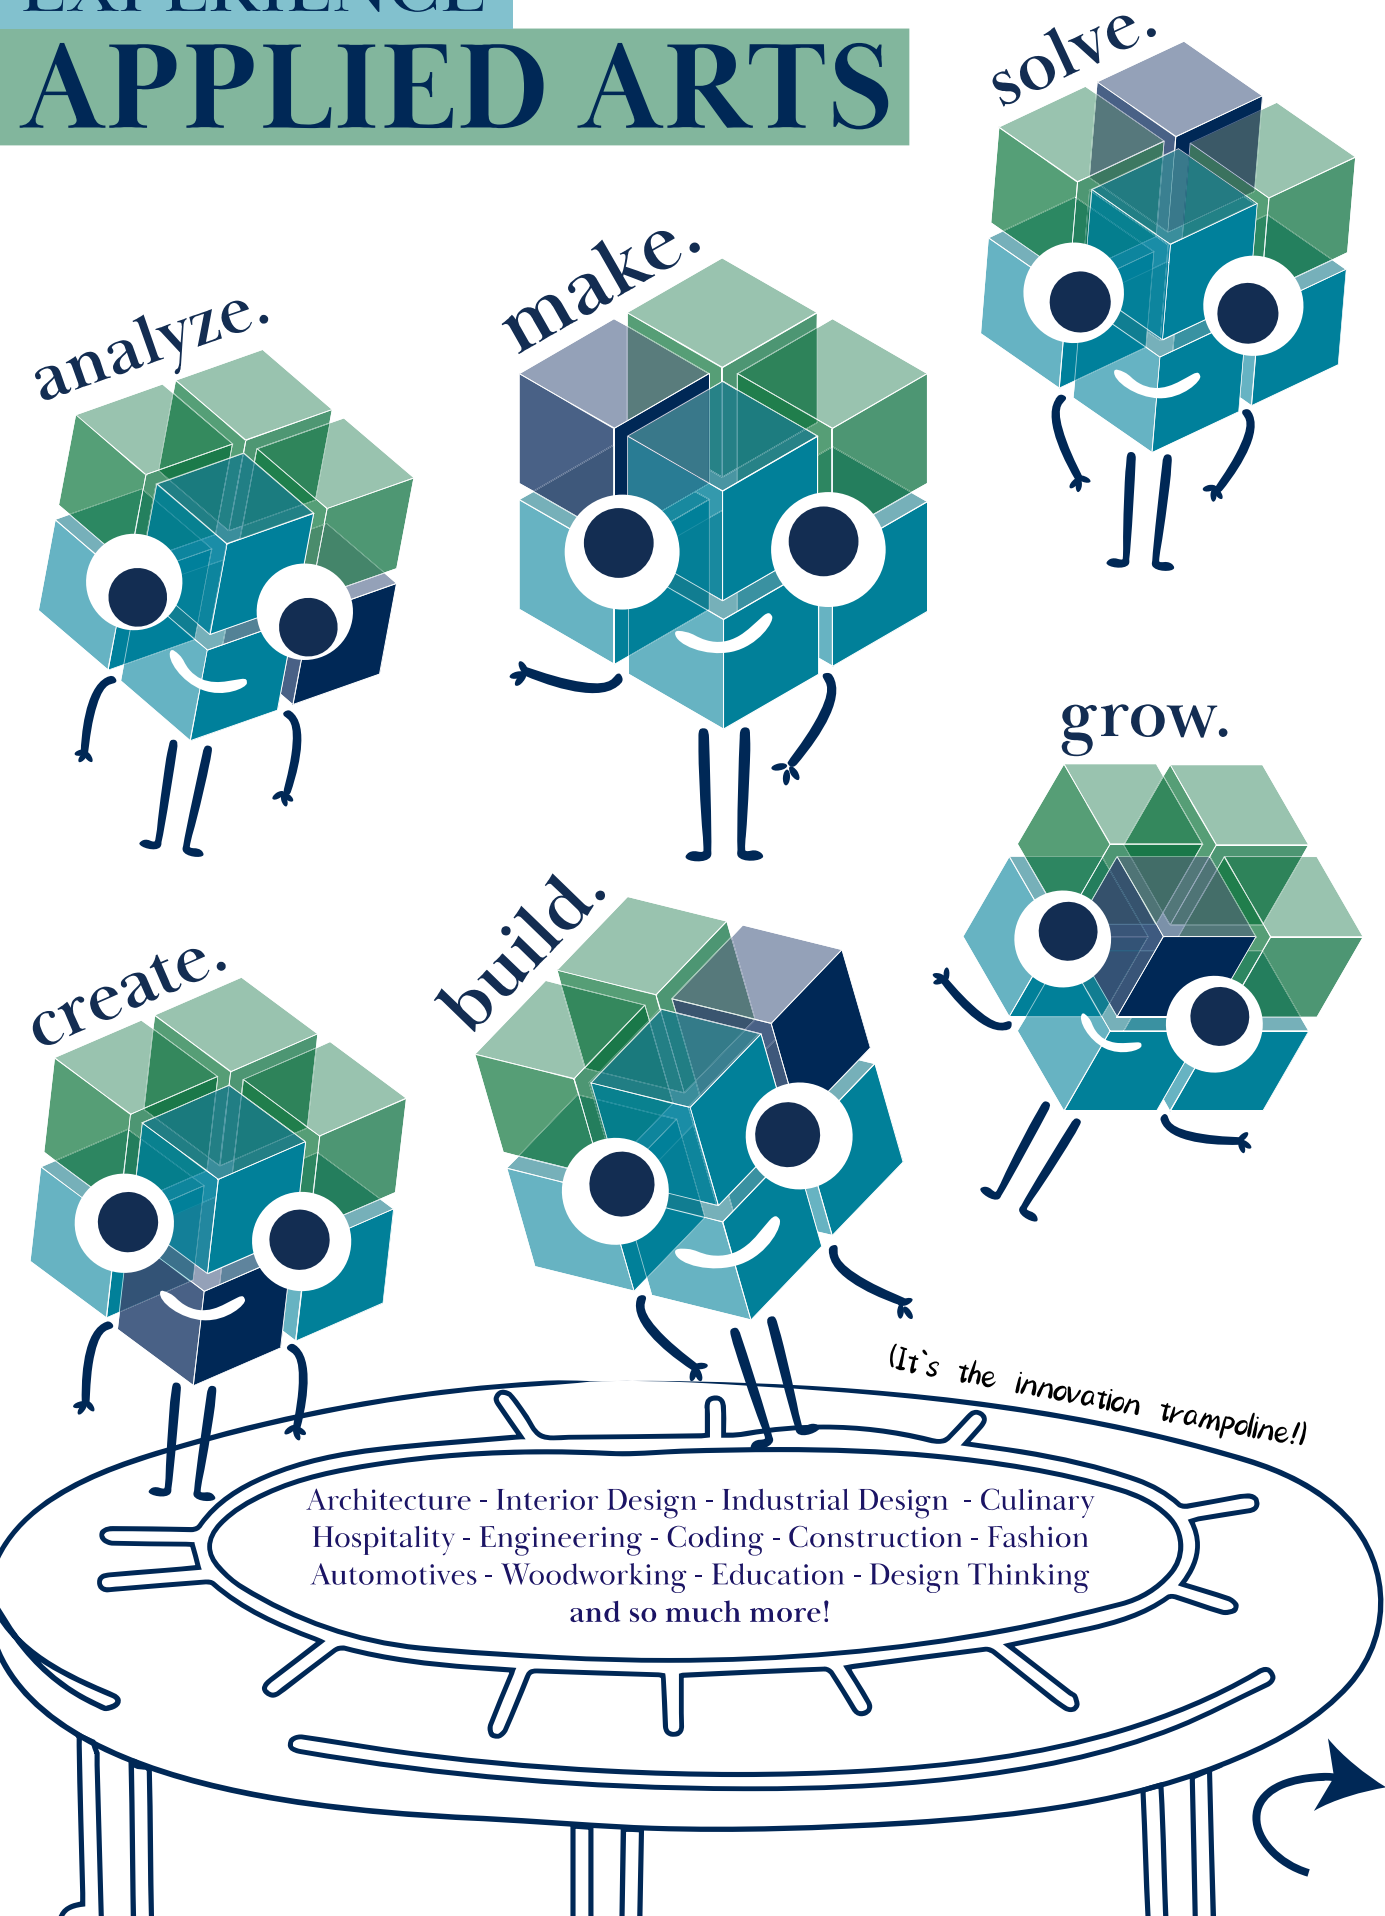 EXPERIENCE
APPLIED ARTS
solve.
make.
analyze.
grow.
build.
create.
(It`s the innovation trampoline!)
Architecture - Interior Design - Industrial Design - Culinary
Hospitality - Engineering - Coding - Construction - Fashion
Automotives - Woodworking - Education - Design Thinking
and so much more!